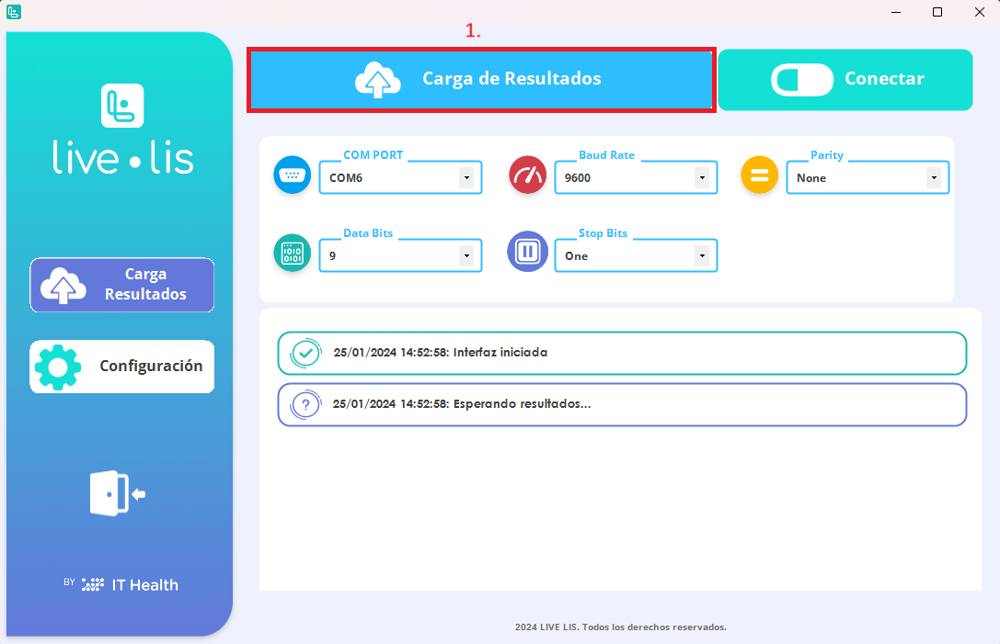 1.
Carga de Resultados
Conectar
live lis
COM PORT
COM6
Baud Rate
9600
Parity
None
Data Bits
9
Stop Bits
One
Carga
Resultados
Configuración
25/01/2024 14:52:58: Interfaz iniciada
25/01/2024 14:52:58: Esperando resultados...
BY IT Health
2024 LIVE LIS. Todos los derechos reservados.